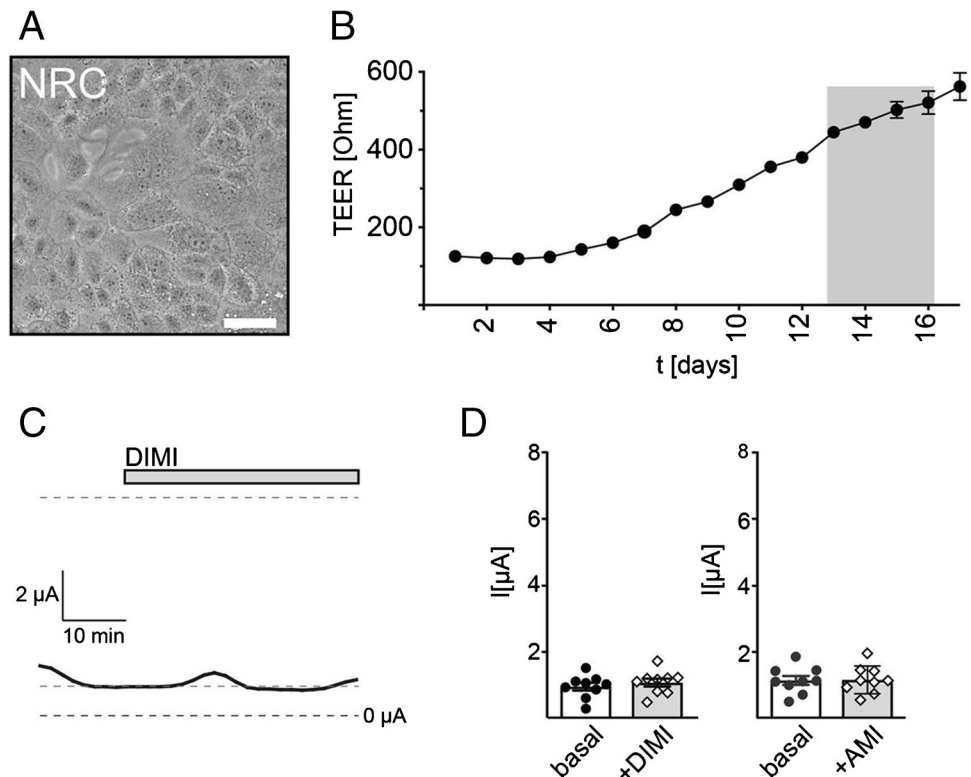 A
NRC
B
TEER [Ohm]
600
400
200
2 4 6 8 10 12 14 16
t [days]
C
DIMI
2 µA
10 min
0 µA
D
I[µA]
8
6
4
2
basal +DIMI
I[µA]
8
6
4
2
basal +AMI